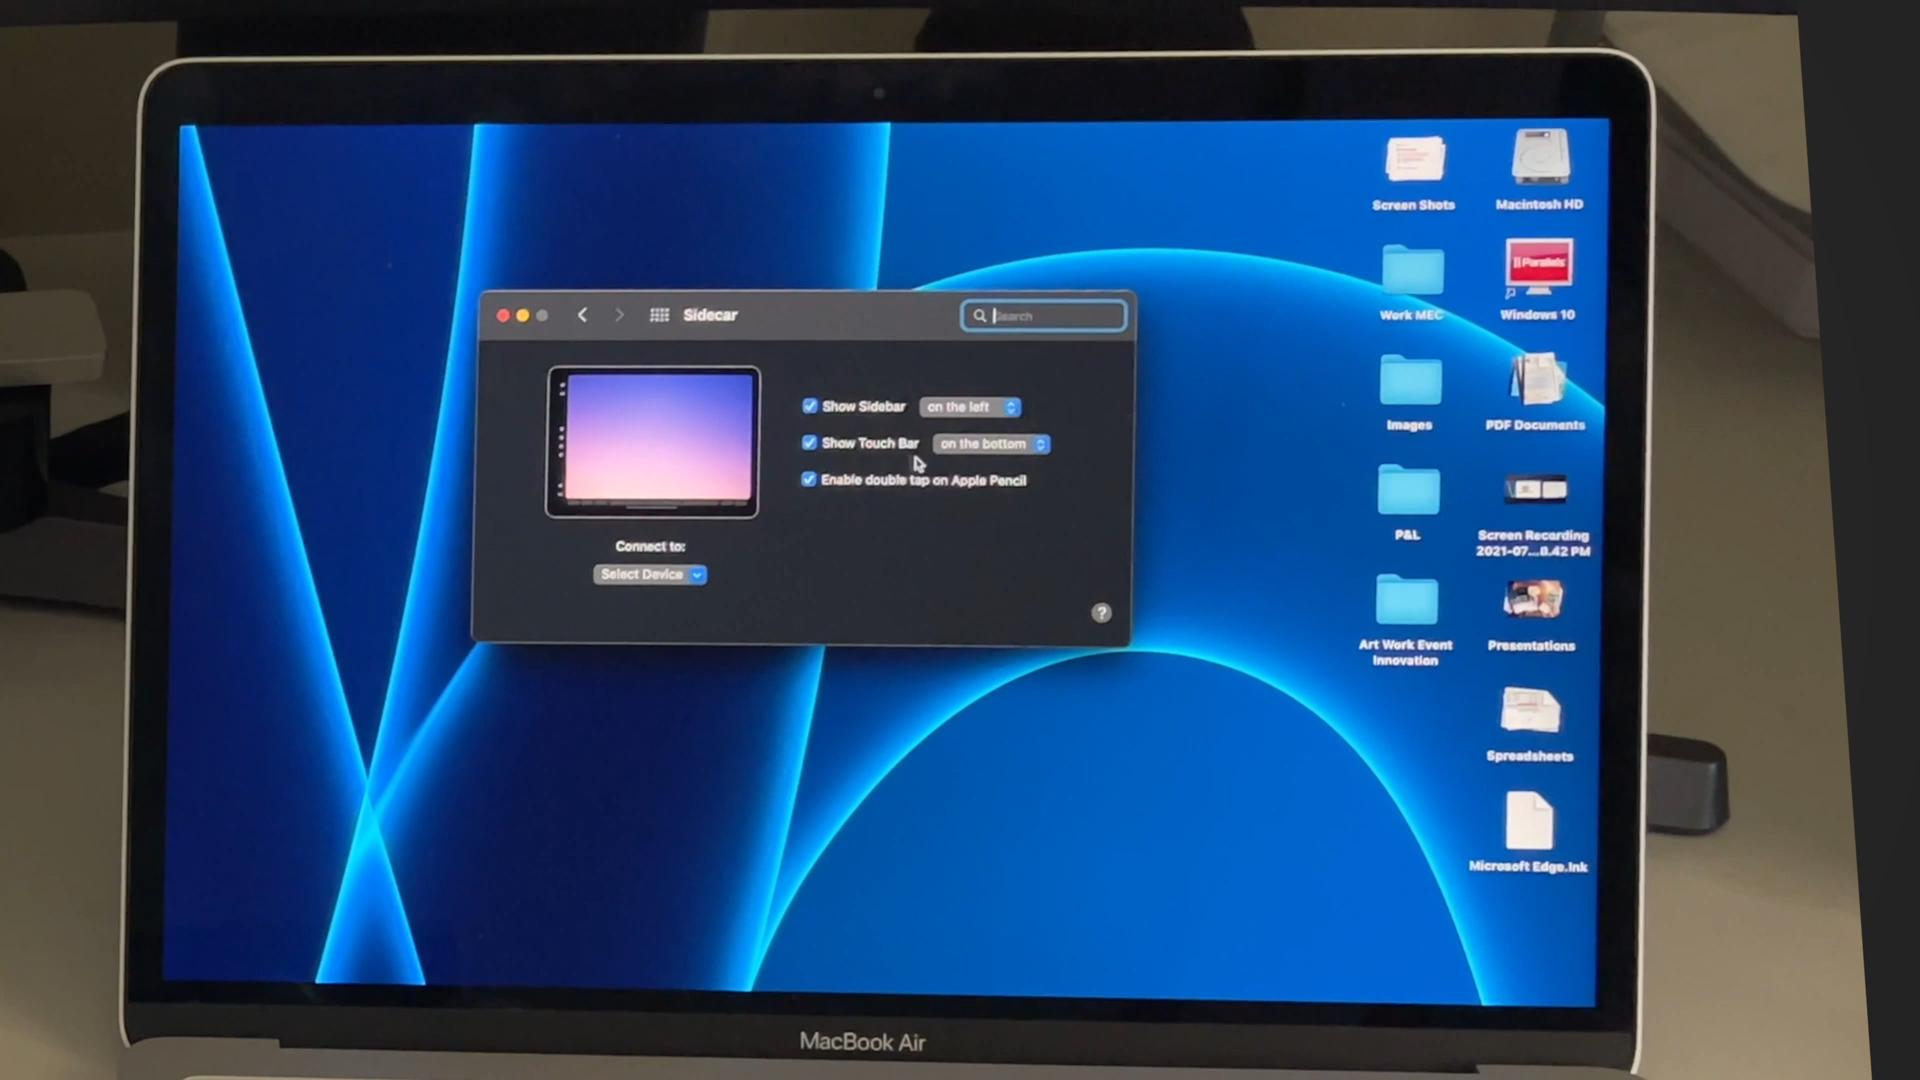 Sidecar
Search
Show Sidebar on the left
Show Touch Bar on the bottom
Enable double tap on Apple Pencil
Connect to:
Select Device
?
Screen Shots
Macintosh HD
Work MEC
Parallels
Windows 10
Images
PDF Documents
P&L
Screen Recording
2021-07...8.42 PM
Art Work Event
Innovation
Presentations
Spreadsheets
Microsoft Edge.lnk
MacBook Air